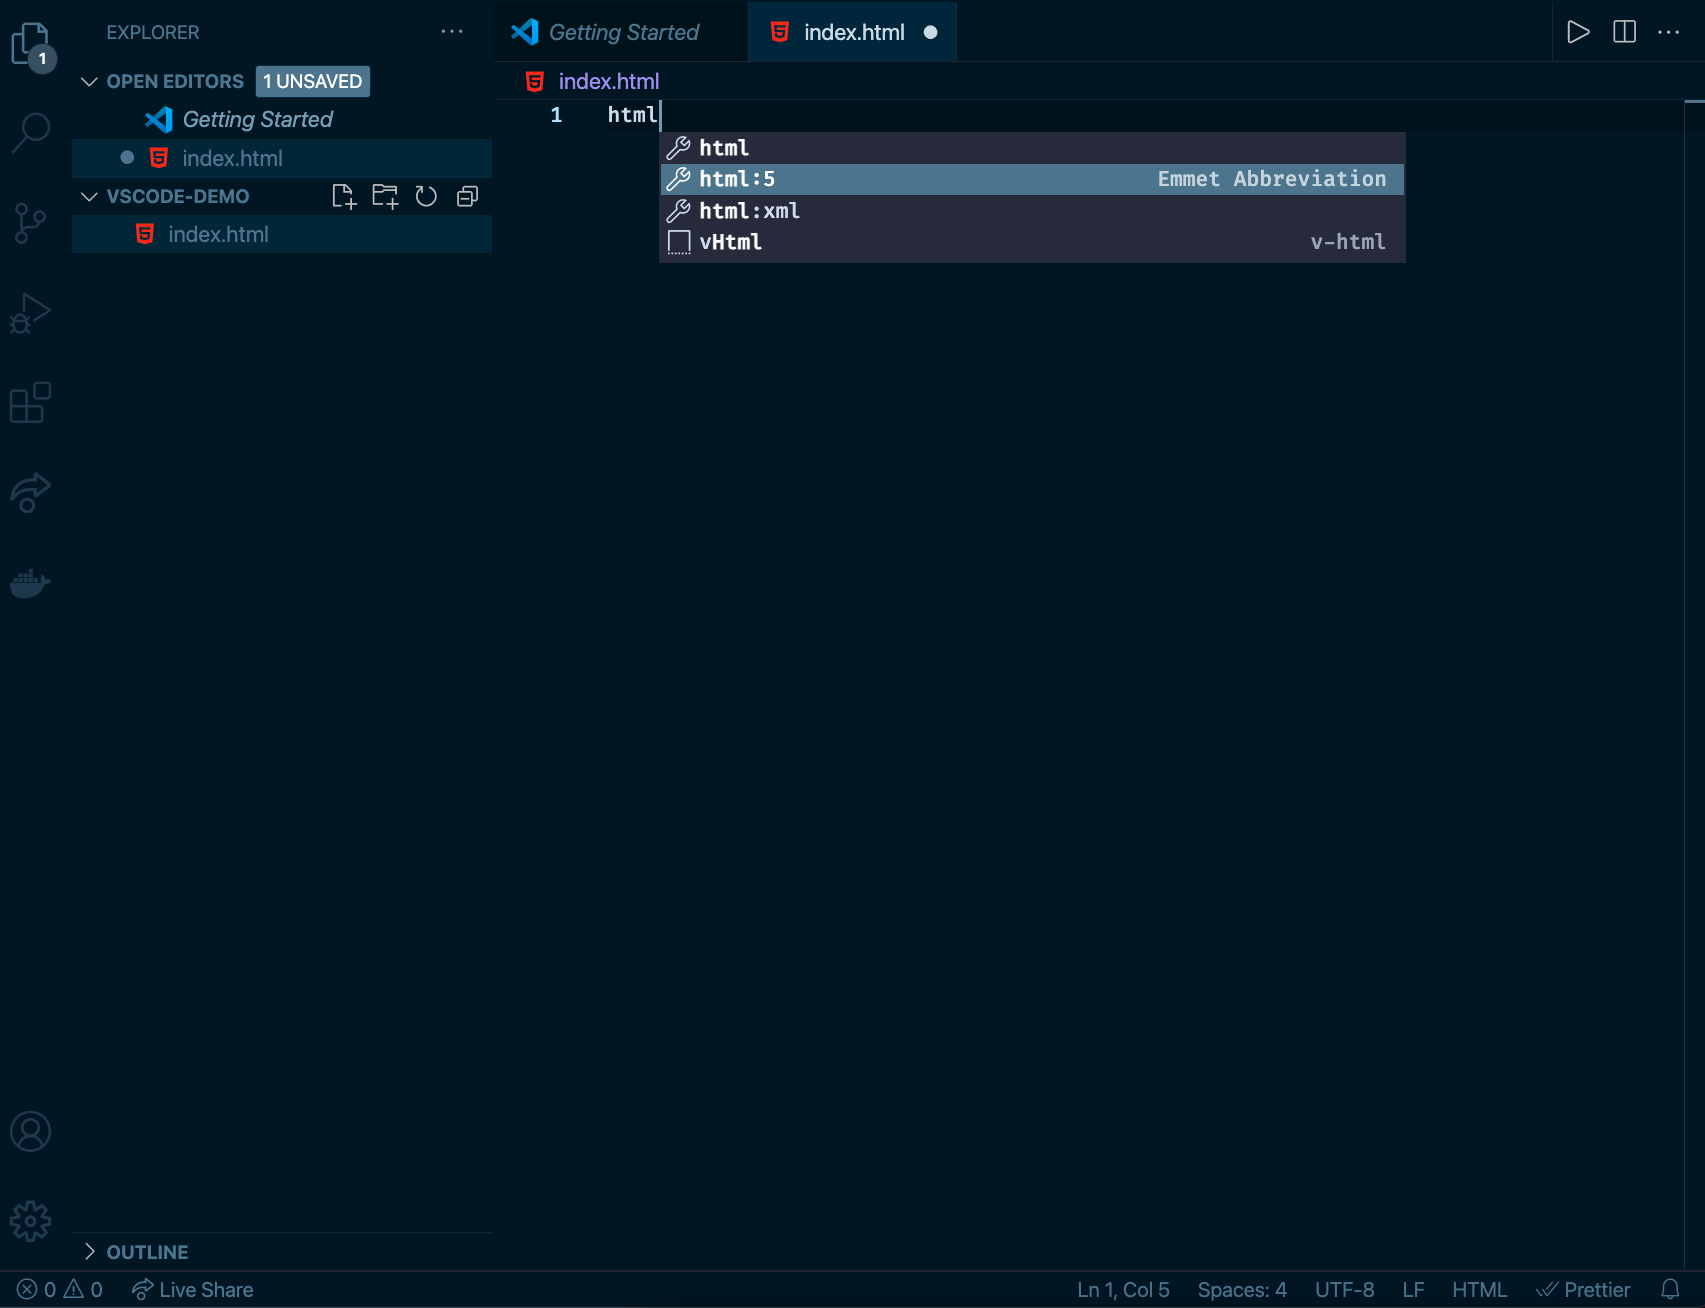 1
EXPLORER
OPEN EDITORS 1 UNSAVED
Getting Started
index.html
VSCODE-DEMO
index.html
OUTLINE
Getting Started index.html
index.html
1 html
html
html:5 Emmet Abbreviation
html:xml
vHtml v-html
0 0 Live Share Ln 1, Col 5 Spaces: 4 UTF-8 LF HTML Prettier